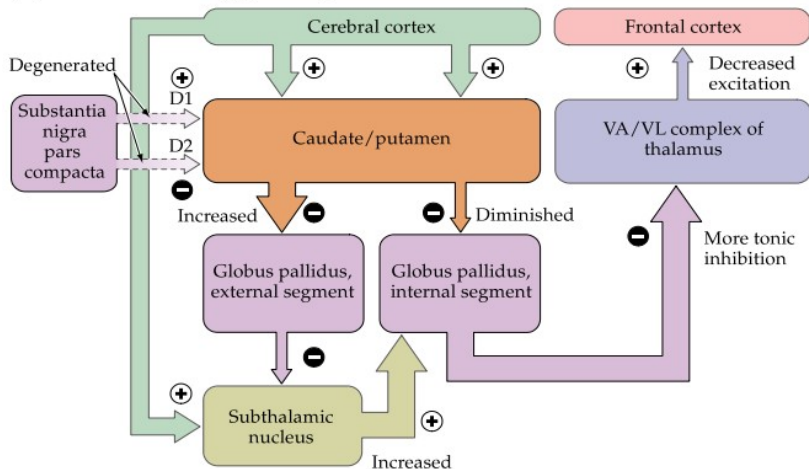 Cerebral cortex
Frontal cortex
Degenerated
+
+
+
+
Decreased
excitation
D1
Substantia
nigra
pars
compacta
Caudate/putamen
VA/VL complex of
thalamus
D2
−
Increased
−
−
Diminished
−
More tonic
inhibition
Globus pallidus,
external segment
Globus pallidus,
internal segment
−
+
Subthalamic
nucleus
+
Increased